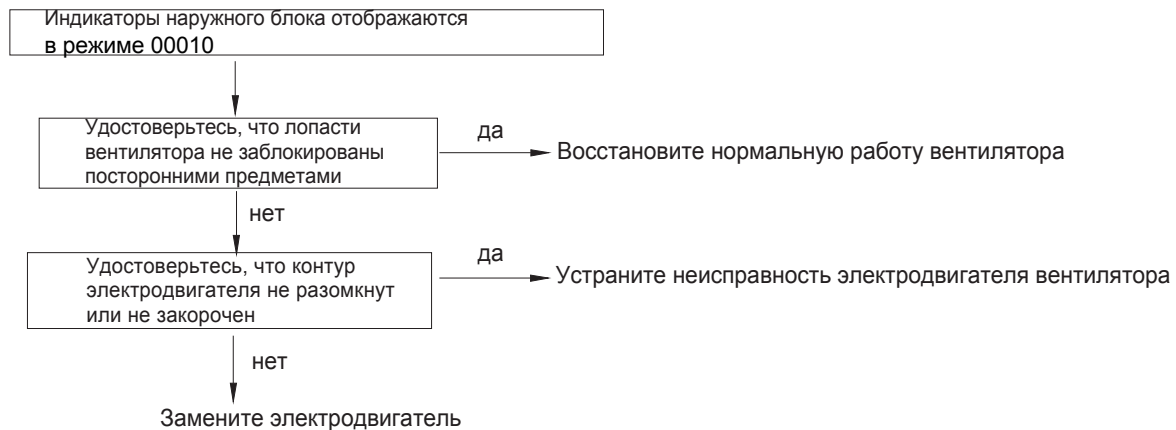 Индикаторы наружного блока отображаются
в режиме 00010
Удостоверьтесь, что лопасти
вентилятора не заблокированы
посторонними предметами
да
Восстановите нормальную работу вентилятора
нет
Удостоверьтесь, что контур
электродвигателя не разомкнут
или не закорочен
да
Устраните неисправность электродвигателя вентилятора
нет
Замените электродвигатель